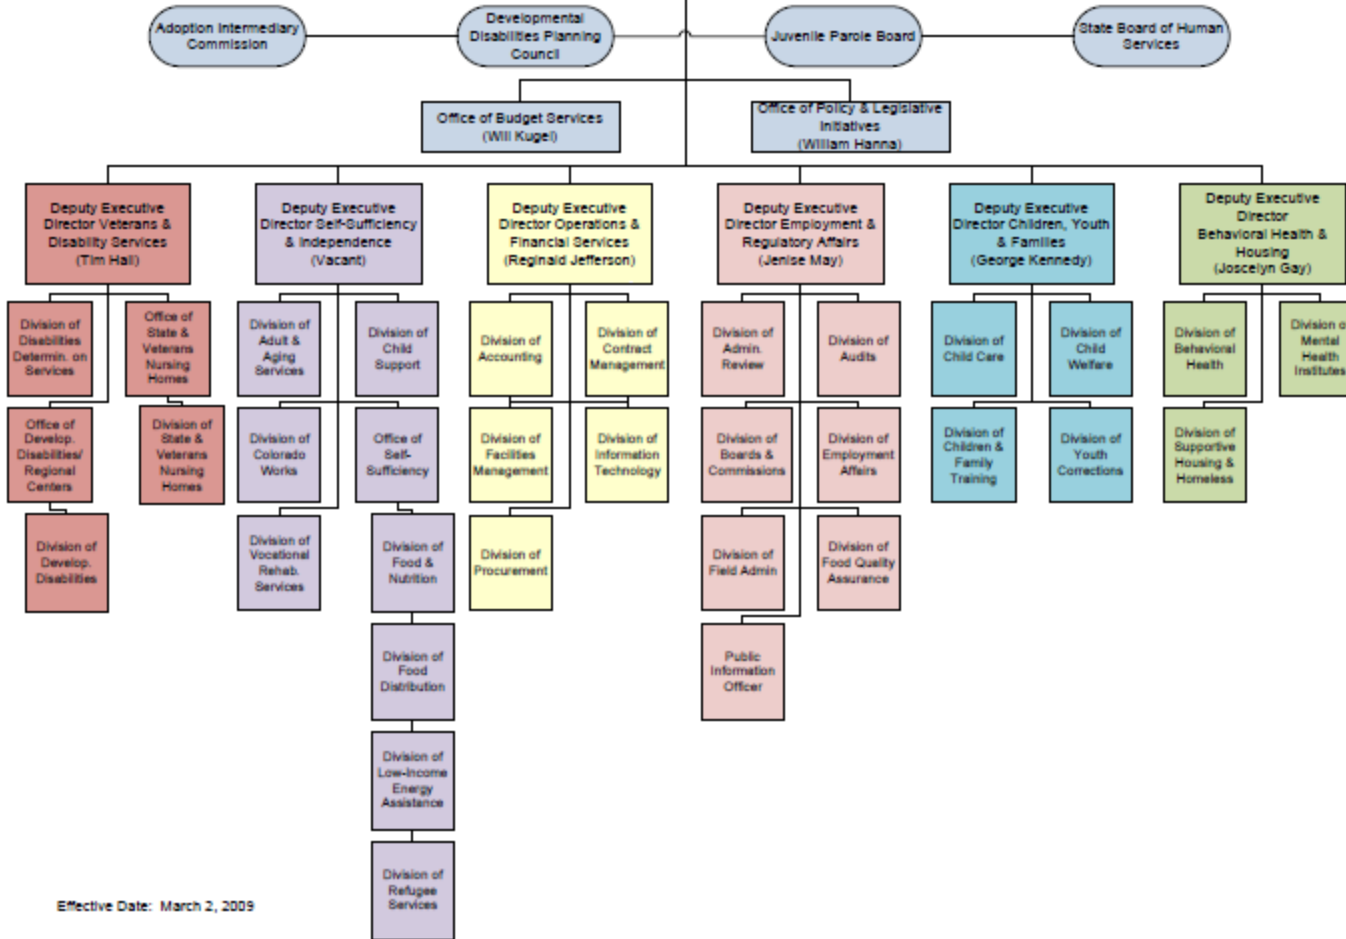 Adoption Intermediary
Commission
Developmental
Disabilities Planning
Council
Juvenile Parole Board
State Board of Human
Services
Office of Budget Services
(Will Kugel)
Office of Policy & Legislative
Initiatives
(William Hanna)
Deputy Executive
Director Veterans &
Disability Services
(Tim Hall)
Deputy Executive
Director Self-Sufficiency
& Independence
(Vacant)
Deputy Executive
Director Operations &
Financial Services
(Reginald Jefferson)
Deputy Executive
Director Employment &
Regulatory Affairs
(Jenise May)
Deputy Executive
Director Children, Youth
& Families
(George Kennedy)
Deputy Executive
Director
Behavioral Health &
Housing
(Joscelyn Gay)
Division of
Disabilities
Determin. on
Services
Office of
State &
Veterans
Nursing
Homes
Division of
Adult &
Aging
Services
Division of
Child
Support
Division of
Accounting
Division of
Contract
Management
Division of
Admin.
Review
Division of
Audits
Division of
Child Care
Division of
Child
Welfare
Division of
Behavioral
Health
Division o
Mental
Health
Institutes
Office of
Develop.
Disabilities/
Regional
Centers
Division of
State &
Veterans
Nursing
Homes
Division of
Colorado
Works
Office of
Self-
Sufficiency
Division of
Facilities
Management
Division of
Information
Technology
Division of
Boards &
Commissions
Division of
Employment
Affairs
Division of
Children &
Family
Training
Division of
Youth
Corrections
Division of
Supportive
Housing &
Homeless
Division of
Develop.
Disabilities
Division of
Vocational
Rehab.
Services
Division of
Food &
Nutrition
Division of
Procurement
Division of
Field Admin
Division of
Food Quality
Assurance
Division of
Food
Distribution
Public
Information
Officer
Division of
Low-Income
Energy
Assistance
Division of
Refugee
Services
Effective Date: March 2, 2009